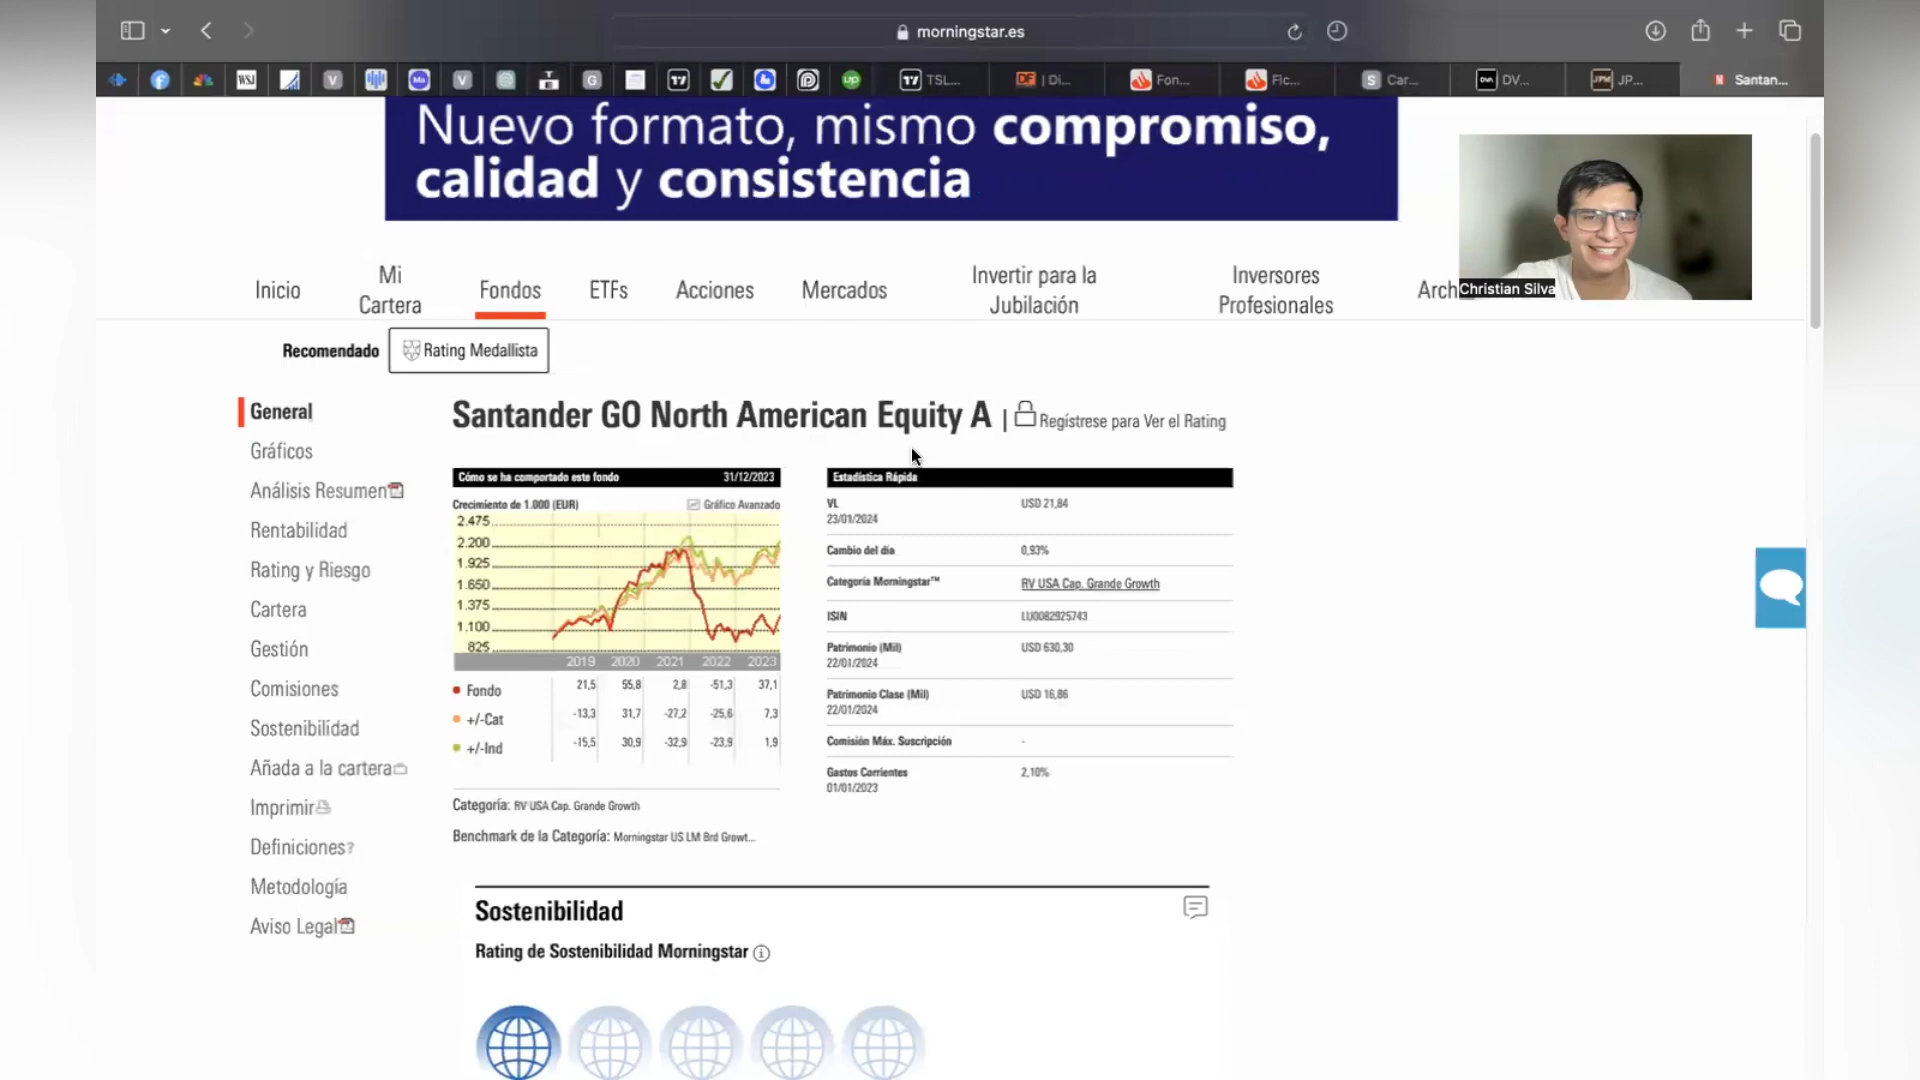 morningstar.es
WSJ
V
Ma
V
G
up
TSL...
DF | Di...
Fon...
Fic...
S Car...
DVA DV...
JPM JP...
Santan...
Nuevo formato, mismo compromiso,
calidad y consistencia
Inicio
Mi
Cartera
Fondos
ETFs
Acciones
Mercados
Invertir para la
Jubilación
Inversores
Profesionales
Arch
Christian Silva
Recomendado
Rating Medallista
General
Gráficos
Análisis Resumen
Rentabilidad
Rating y Riesgo
Cartera
Gestión
Comisiones
Sostenibilidad
Añada a la cartera
Imprimir
Definiciones?
Metodología
Aviso Legal
Santander GO North American Equity A | Regístrese para Ver el Rating
Cómo se ha comportado este fondo 31/12/2023
Crecimiento de 1.000 (EUR) Gráfico Avanzado
2.475
2.200
1.925
1.650
1.375
1.100
825
2019 2020 2021 2022 2023
Fondo 21,5 55,8 2,8 -51,3 37,1
+/-Cat -13,3 31,7 -27,2 -25,6 7,3
+/-Ind -15,5 30,9 -32,9 -23,9 1,9
Categoría: RV USA Cap. Grande Growth
Benchmark de la Categoría: Morningstar US LM Brd Growt...
Estadística Rápida
VL USD 21,84
23/01/2024
Cambio del día 0,93%
Categoría Morningstar™ RV USA Cap. Grande Growth
ISIN LU0082925743
Patrimonio (Mil) USD 630,30
22/01/2024
Patrimonio Clase (Mil) USD 16,86
22/01/2024
Comisión Máx. Suscripción -
Gastos Corrientes 2,10%
01/01/2023
Sostenibilidad
Rating de Sostenibilidad Morningstar